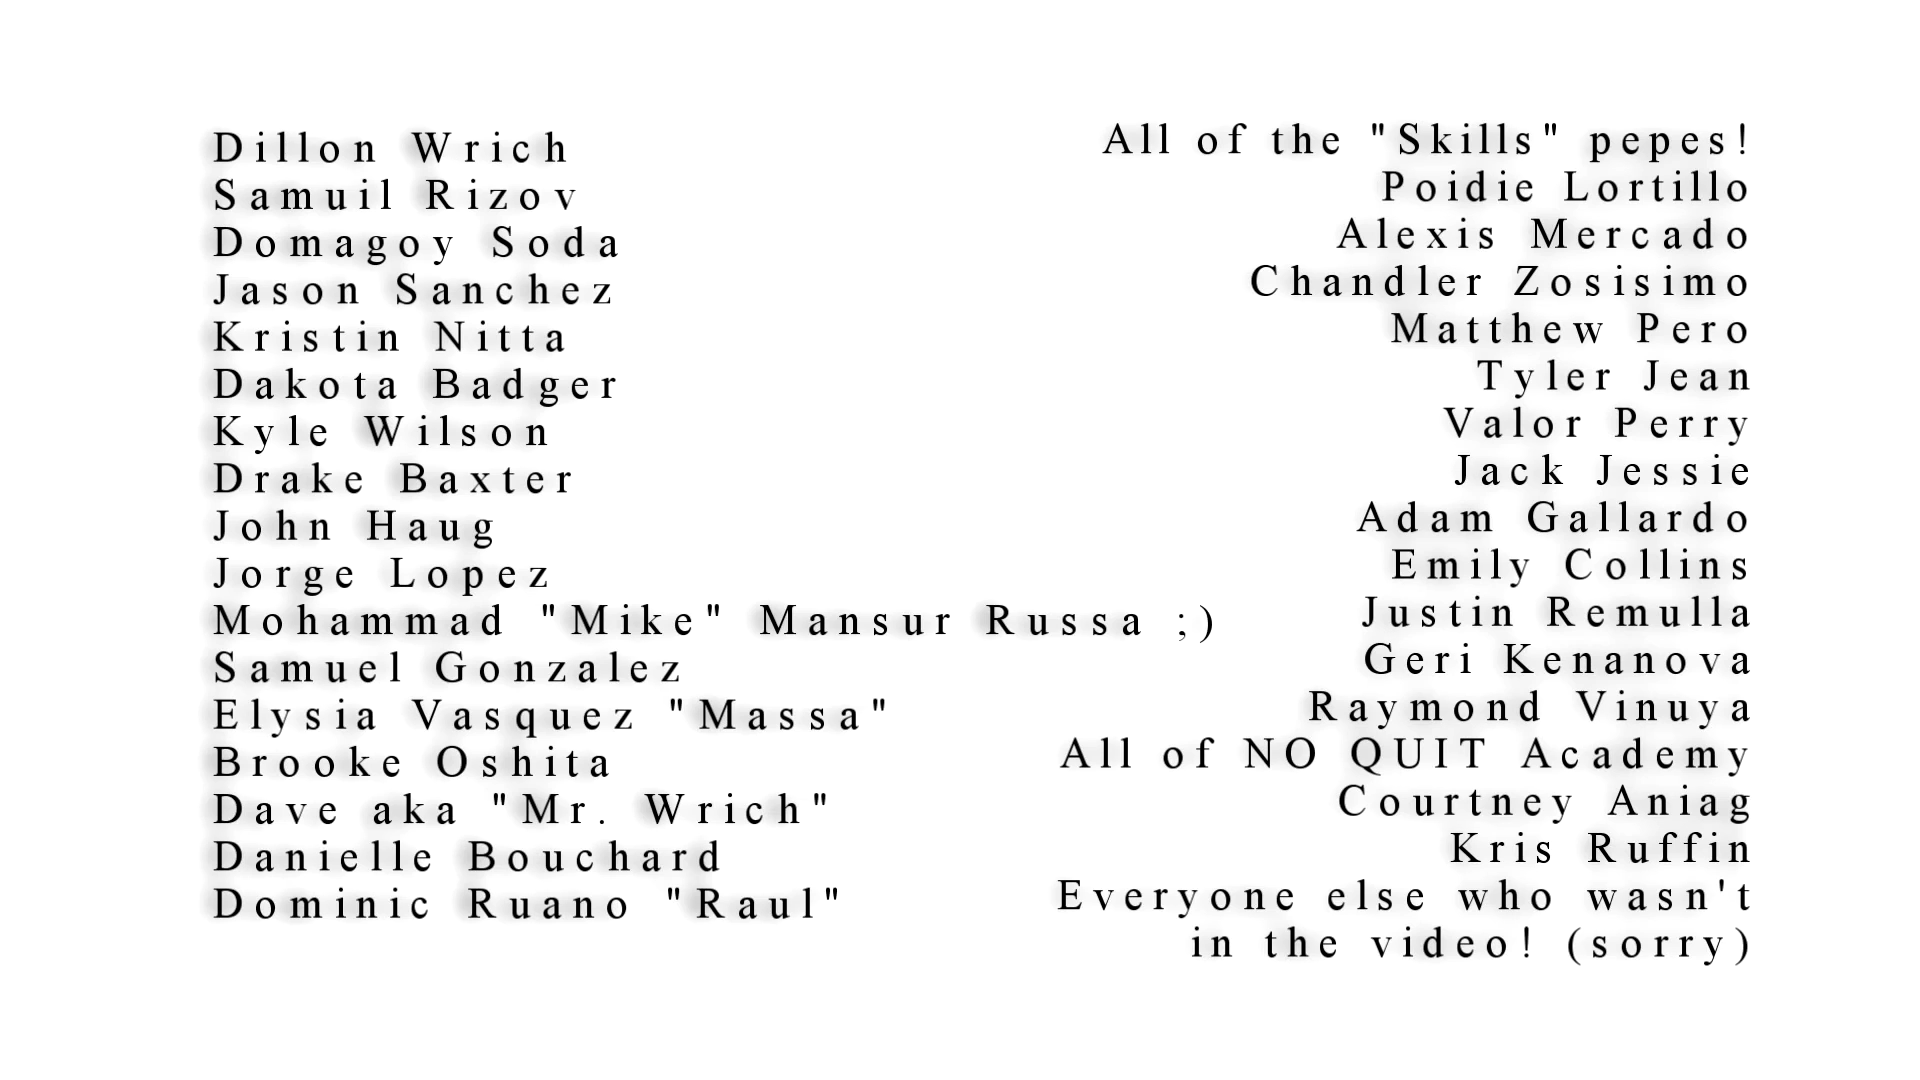 Dillon Wrich
Samuil Rizov
Domagoy Soda
Jason Sanchez
Kristin Nitta
Dakota Badger
Kyle Wilson
Drake Baxter
John Haug
Jorge Lopez
Mohammad "Mike" Mansur Russa ;)
Samuel Gonzalez
Elysia Vasquez "Massa"
Brooke Oshita
Dave aka "Mr. Wrich"
Danielle Bouchard
Dominic Ruano "Raul"
All of the "Skills" pepes!
Poidie Lortillo
Alexis Mercado
Chandler Zosisimo
Matthew Pero
Tyler Jean
Valor Perry
Jack Jessie
Adam Gallardo
Emily Collins
Justin Remulla
Geri Kenanova
Raymond Vinuya
All of NO QUIT Academy
Courtney Aniag
Kris Ruffin
Everyone else who wasn't
in the video! (sorry)